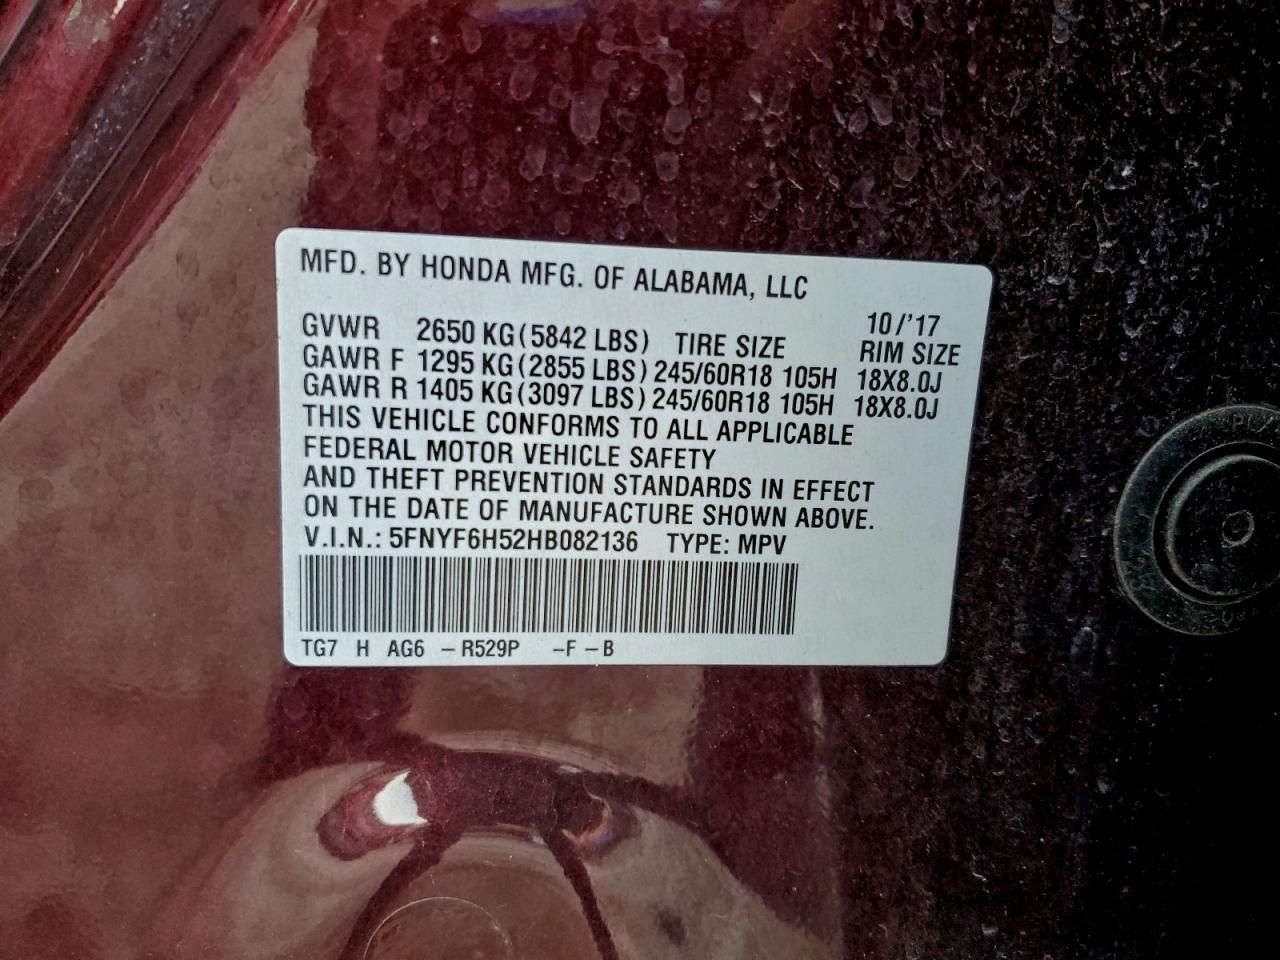 MFD. BY HONDA MFG. OF ALABAMA, LLC
10/'17
GVWR 2650 KG(5842 LBS) TIRE SIZE RIM SIZE
GAWR F 1295 KG(2855 LBS) 245/60R18 105H 18X8.0J
GAWR R 1405 KG(3097 LBS) 245/60R18 105H 18X8.0J
THIS VEHICLE CONFORMS TO ALL APPLICABLE
FEDERAL MOTOR VEHICLE SAFETY
AND THEFT PREVENTION STANDARDS IN EFFECT
ON THE DATE OF MANUFACTURE SHOWN ABOVE.
V.I.N.: 5FNYF6H52HB082136 TYPE: MPV
TG7 H AG6 –R529P –F–B